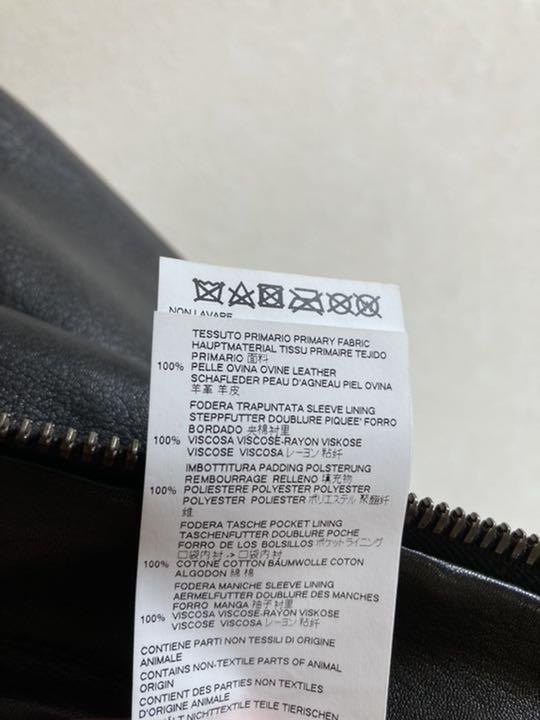 NON LAVARE
TESSUTO PRIMARIO PRIMARY FABRIC
HAUPTMATERIAL TISSU PRIMAIRE TEJIDO
PRIMARIO 面料
100% PELLE OVINA OVINE LEATHER
SCHAFLEDER PEAU D'AGNEAU PIEL OVINA
羊革 羊皮
FODERA TRAPUNTATA SLEEVE LINING
STEPPFUTTER DOUBLURE PIQUEE' FORRO
BORDADO 夹棉衬里
100% VISCOSA VISCOSE-RAYON VISKOSE
VISCOSE VISCOSA レーヨン 粘纤
IMBOTTITURA PADDING POLSTERUNG
REMBOURRAGE RELLENO 填充物
100% POLIESTERE POLYESTER POLYESTER
POLYESTER POLIESTER ポリエステル 聚酯纤
维
FODERA TASCHE POCKET LINING
TASCHENFUTTER DOUBLURE POCHE
FORRO DE LOS BOLSILLOS ポケットライニング
口袋内衬 -> 口袋内衬
100% COTONE COTTON BAUMWOLLE COTON
ALGODON 綿 棉
FODERA MANICHE SLEEVE LINING
AERMELFUTTER DOUBLURE DES MANCHES
FORRO MANGA 袖子衬里
100% VISCOSA VISCOSE-RAYON VISKOSE
VISCOSE VISCOSA レーヨン 粘纤
CONTIENE PARTI NON TESSILI DI ORIGINE
ANIMALE
CONTAINS NON-TEXTILE PARTS OF ANIMAL
ORIGIN
CONTIENT DES PARTIES NON TEXTILES
D'ORIGINE ANIMALE
NICHTTEXTILE TEILE TIERISCHEN